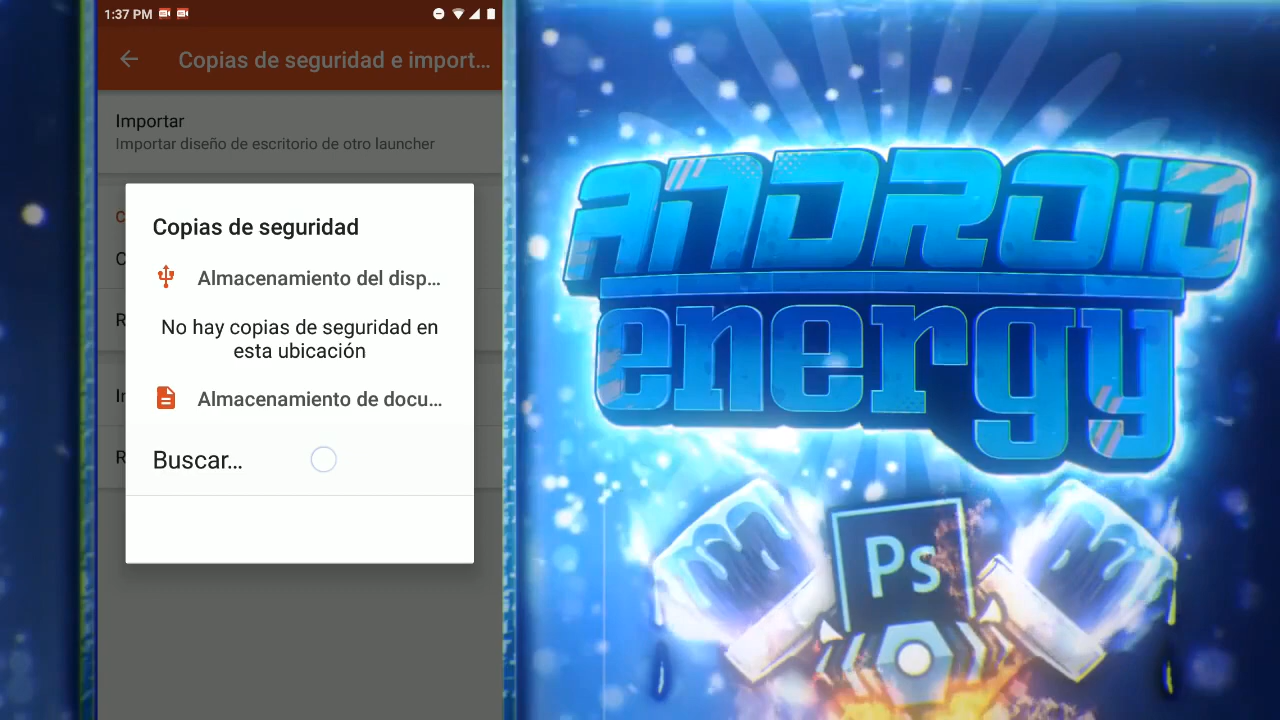 1:37 PM
Copias de seguridad e import...
Importar
Importar diseño de escritorio de otro launcher
C
C
R
Copias de seguridad
Almacenamiento del disp...
No hay copias de seguridad en
esta ubicación
Almacenamiento de docu...
Buscar...
In
R
ANDROID
energy
Ps